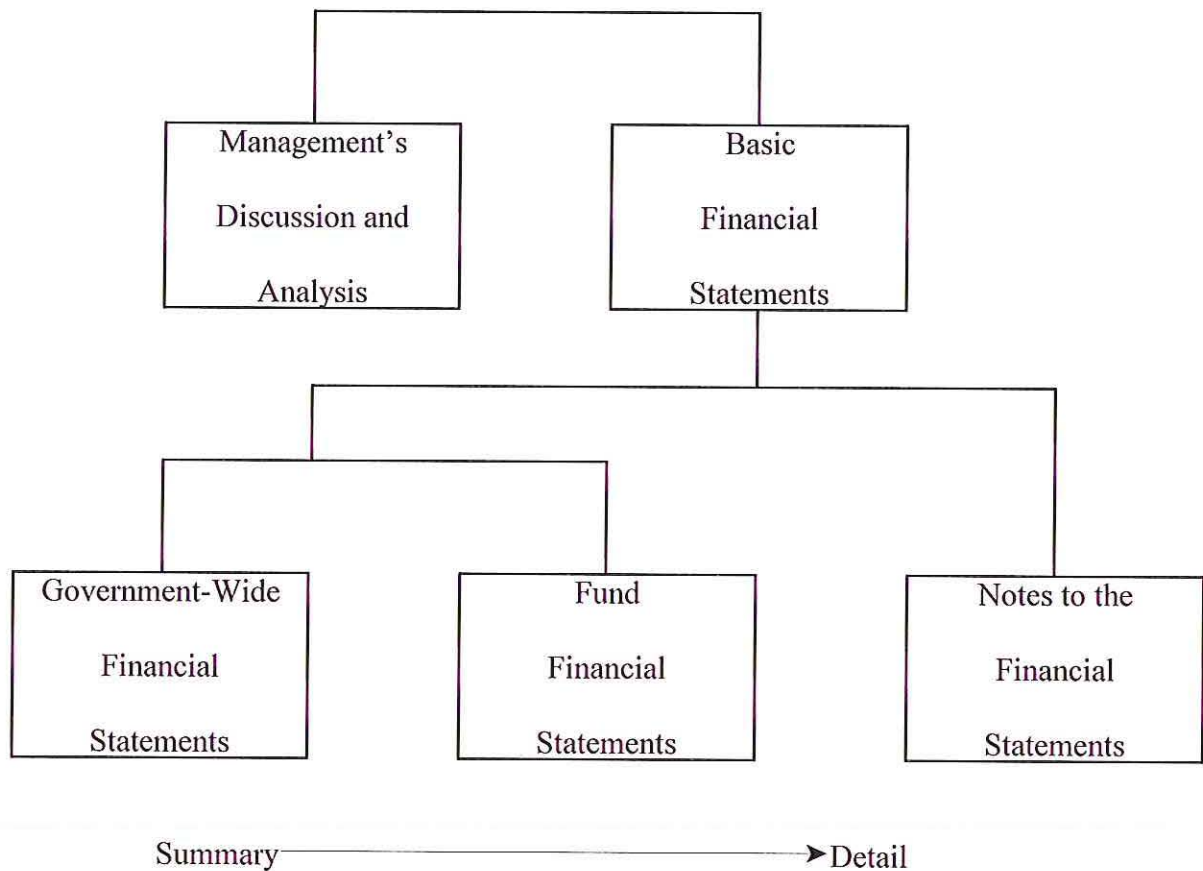 Management’s
Discussion and
Analysis
Basic
Financial
Statements
Government-Wide
Financial
Statements
Fund
Financial
Statements
Notes to the
Financial
Statements
Summary
Detail